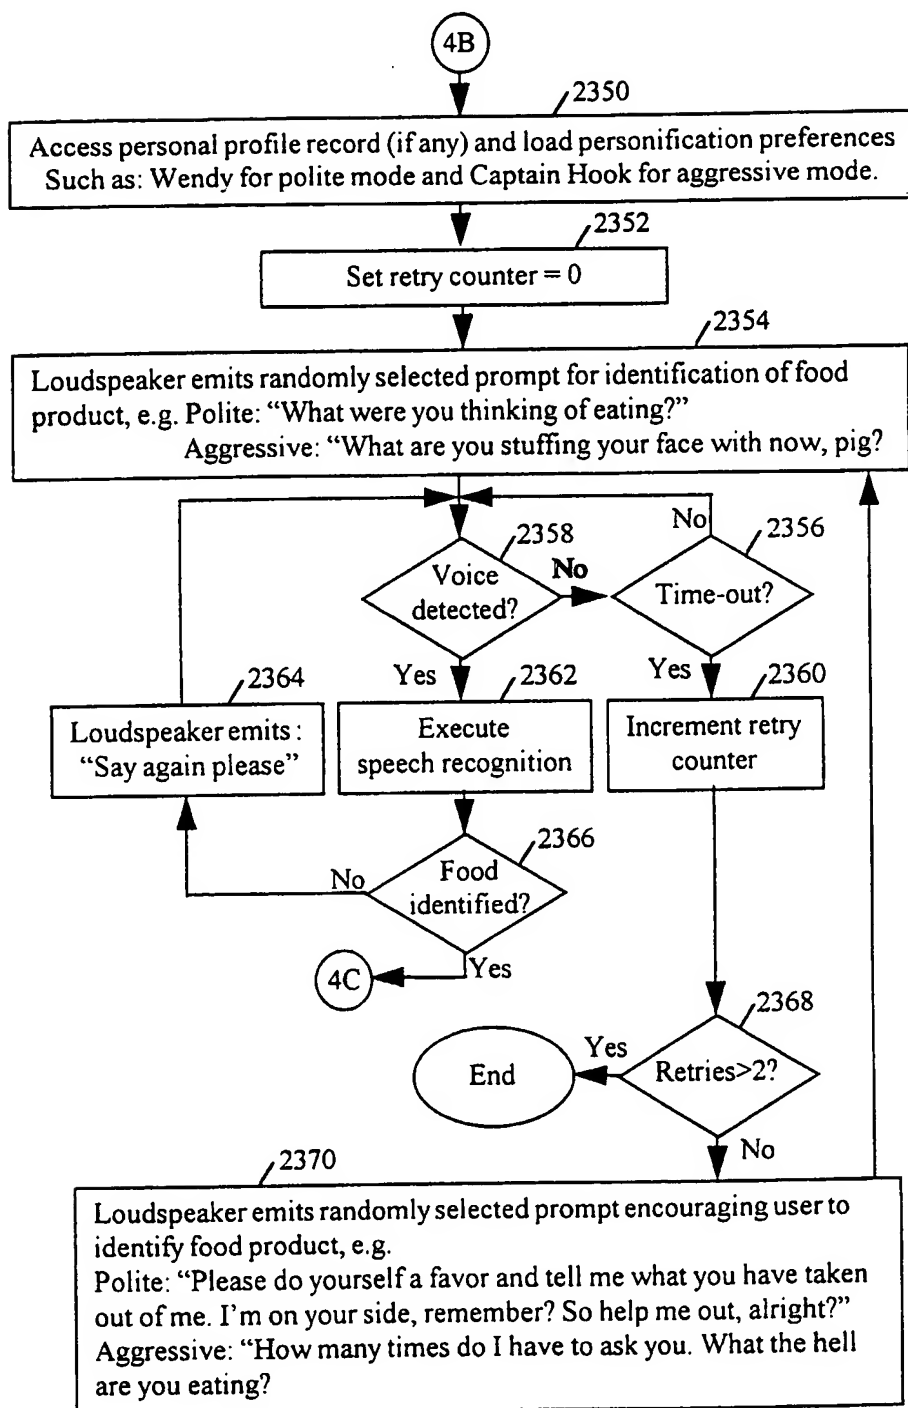 4B
2350
Access personal profile record (if any) and load personification preferences
Such as: Wendy for polite mode and Captain Hook for aggressive mode.
2352
Set retry counter = 0
2354
Loudspeaker emits randomly selected prompt for identification of food
product, e.g. Polite: “What were you thinking of eating?”
Aggressive: “What are you stuffing your face with now, pig?
No
2356
2358
Voice
detected?
No
Time-out?
Yes
Yes
2364
2362
2360
Loudspeaker emits :
“Say again please”
Execute
speech recognition
Increment retry
counter
2366
No
Food
identified?
Yes
4C
2368
End
Yes
Retries>2?
No
2370
Loudspeaker emits randomly selected prompt encouraging user to
identify food product, e.g.
Polite: “Please do yourself a favor and tell me what you have taken
out of me. I’m on your side, remember? So help me out, alright?”
Aggressive: “How many times do I have to ask you. What the hell
are you eating?